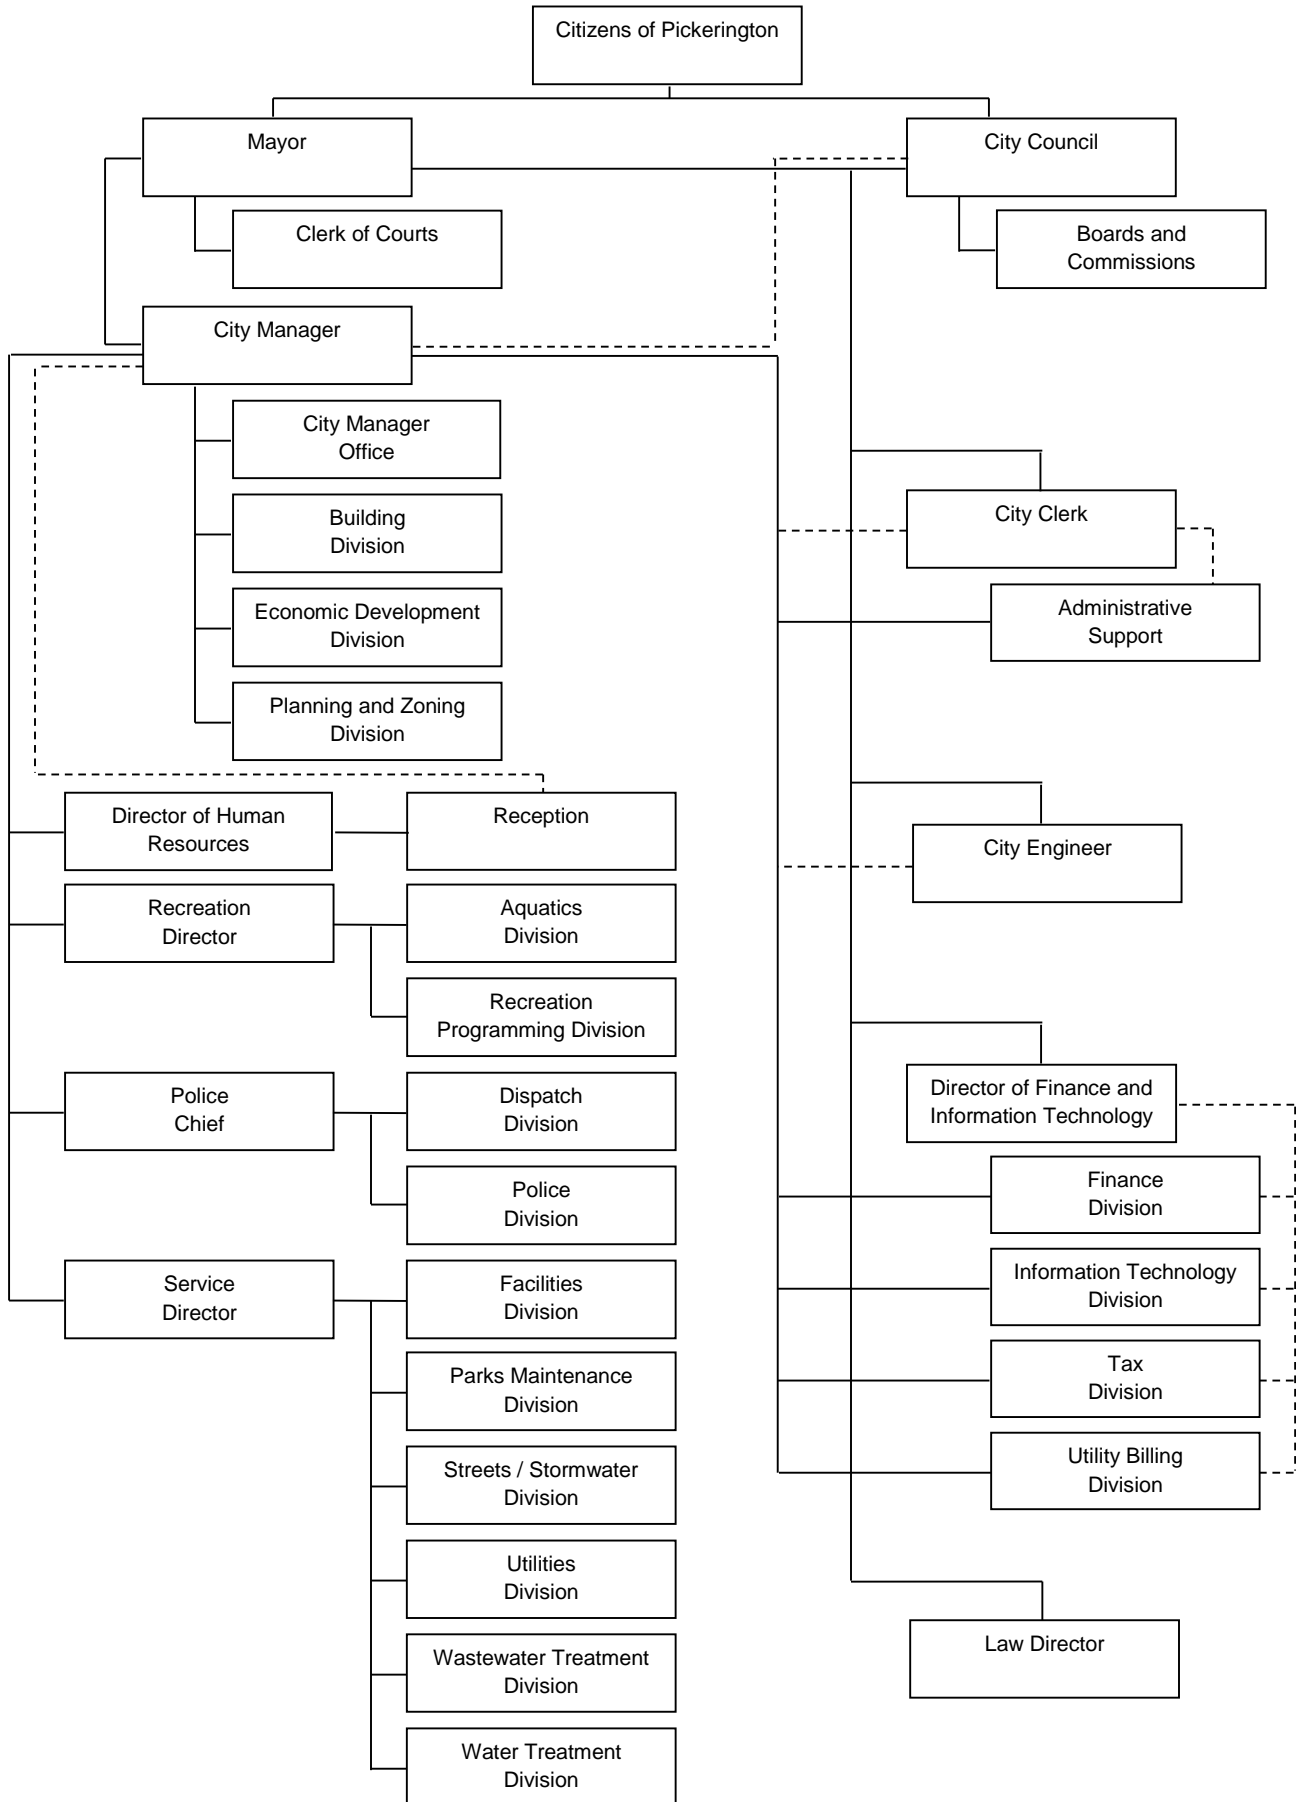 Citizens of Pickerington
Mayor
City Council
Clerk of Courts
Boards and
Commissions
City Manager
City Manager
Office
Building
Division
Economic Development
Division
Planning and Zoning
Division
City Clerk
Administrative
Support
Director of Human
Resources
Reception
City Engineer
Recreation
Director
Aquatics
Division
Recreation
Programming Division
Police
Chief
Dispatch
Division
Police
Division
Director of Finance and
Information Technology
Finance
Division
Service
Director
Facilities
Division
Information Technology
Division
Parks Maintenance
Division
Tax
Division
Streets / Stormwater
Division
Utility Billing
Division
Utilities
Division
Wastewater Treatment
Division
Law Director
Water Treatment
Division